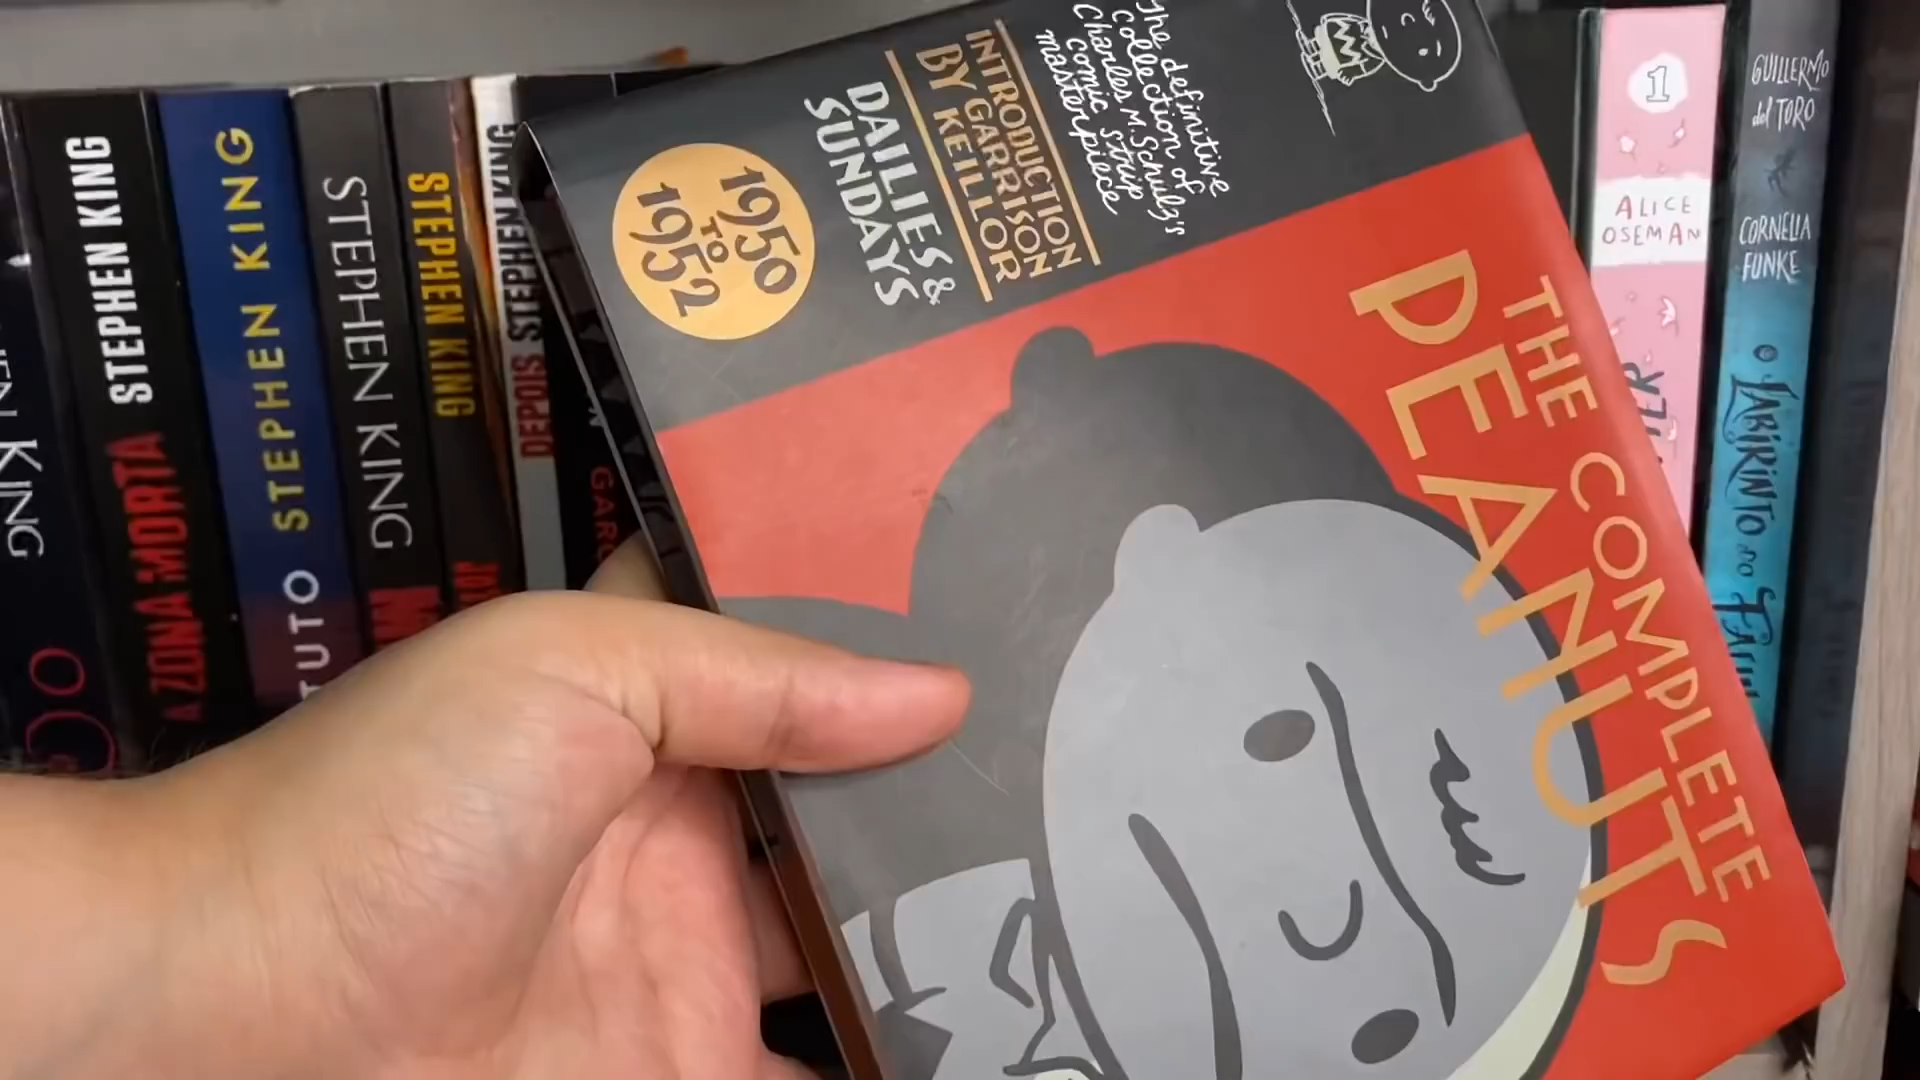 THE COMPLETE
PEANUTS
The definitive
collection of
Charles M. Schulz's
comic strip
masterpiece
INTRODUCTION
BY GARRISON
KEILLOR
DAILIES &
SUNDAYS
1950
TO
1952
KING
STEPHEN KING
A ZONA MORTA
STEPHEN KING
STEPHEN KING
STEPHEN KING
STEPHEN KING
DEPOIS
1
ALICE
OSEMAN
GUILLERMO
del TORO
CORNELIA
FUNKE
O LABIRINTO DO